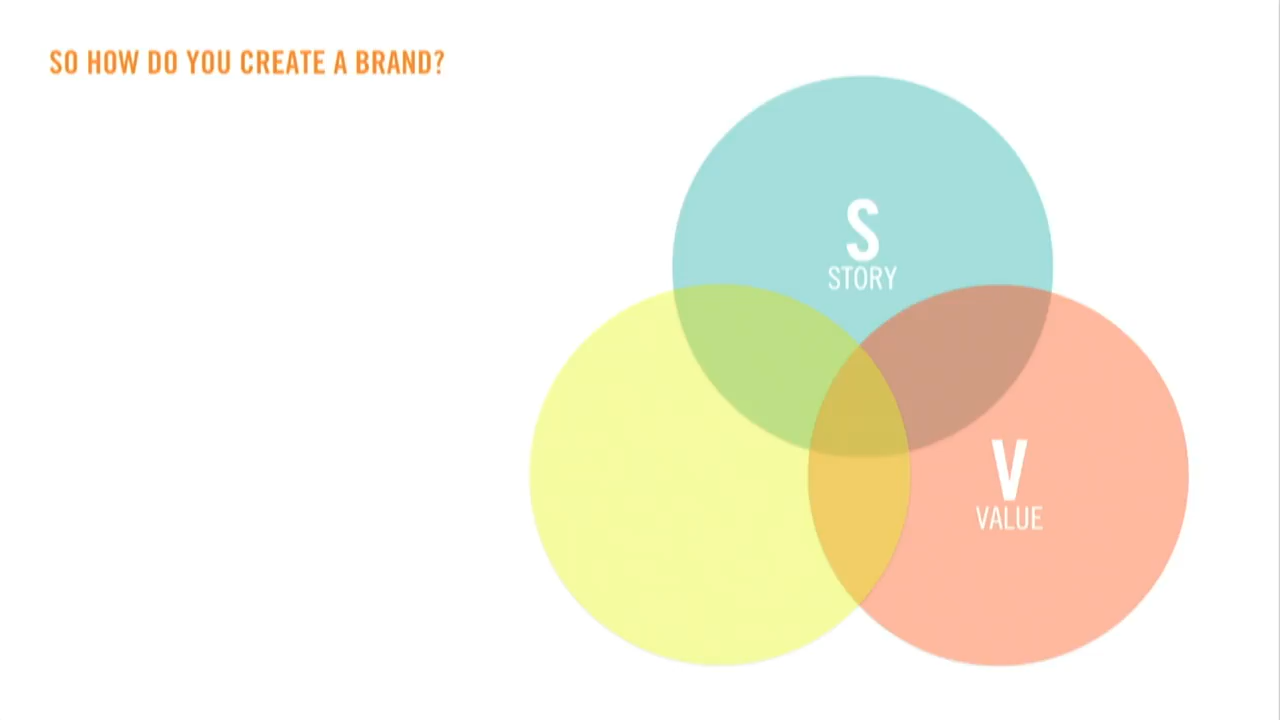 SO HOW DO YOU CREATE A BRAND?
S
STORY
V
VALUE